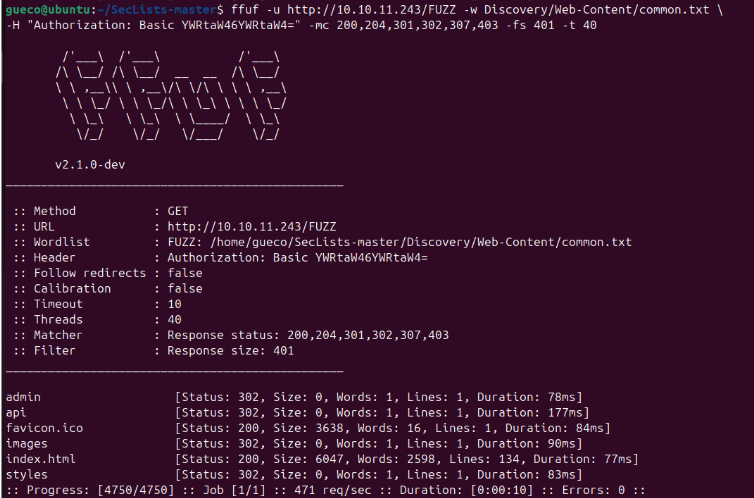 gueco@ubuntu:~/SecLists-master$ ffuf -u http://10.10.11.243/FUZZ -w Discovery/Web-Content/common.txt \
-H "Authorization: Basic YWRtaW46YWRtaW4=" -mc 200,204,301,302,307,403 -fs 401 -t 40
        /'___\  /'___\           /'___\
       /\ \__/ /\ \__/  __  __  /\ \__/
       \ \ ,__\\ \ ,__\/\ \/\ \ \ \ ,__\
        \ \ \_/ \ \ \_/\ \ \_\ \ \ \ \_/
         \ \_\   \ \_\  \ \____/  \ \_\
          \/_/    \/_/   \/___/    \/_/
v2.1.0-dev
________________________________________________
:: Method           : GET
:: URL              : http://10.10.11.243/FUZZ
:: Wordlist         : FUZZ: /home/gueco/SecLists-master/Discovery/Web-Content/common.txt
:: Header           : Authorization: Basic YWRtaW46YWRtaW4=
:: Follow redirects : false
:: Calibration      : false
:: Timeout          : 10
:: Threads          : 40
:: Matcher          : Response status: 200,204,301,302,307,403
:: Filter           : Response size: 401
________________________________________________
admin                   [Status: 302, Size: 0, Words: 1, Lines: 1, Duration: 78ms]
api                     [Status: 302, Size: 0, Words: 1, Lines: 1, Duration: 177ms]
favicon.ico             [Status: 200, Size: 3638, Words: 16, Lines: 1, Duration: 84ms]
images                  [Status: 302, Size: 0, Words: 1, Lines: 1, Duration: 90ms]
index.html              [Status: 200, Size: 6047, Words: 2598, Lines: 134, Duration: 77ms]
styles                  [Status: 302, Size: 0, Words: 1, Lines: 1, Duration: 83ms]
:: Progress: [4750/4750] :: Job [1/1] :: 471 req/sec :: Duration: [0:00:10] :: Errors: 0 ::